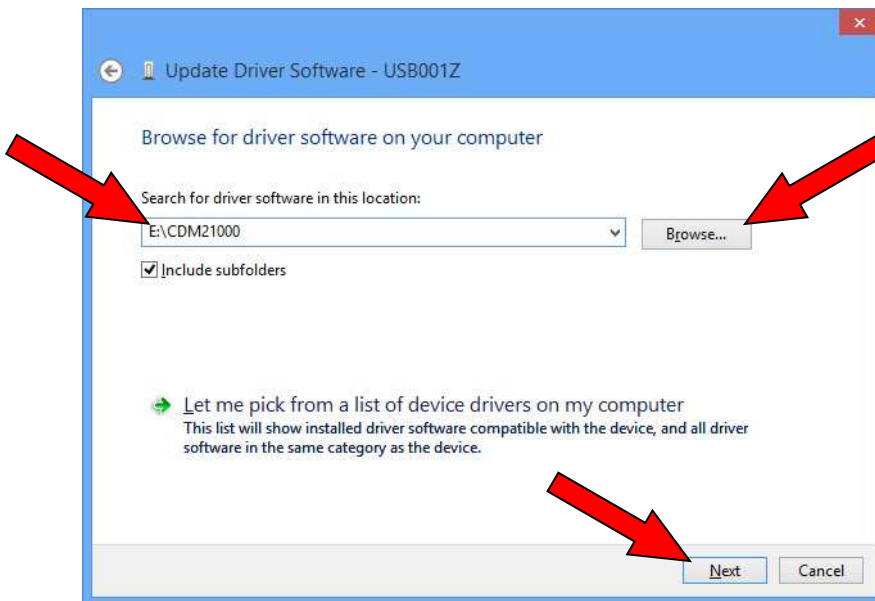 Update Driver Software - USB001Z
Browse for driver software on your computer
Search for driver software in this location:
E:\CDM21000
Browse...
Include subfolders
Let me pick from a list of device drivers on my computer
This list will show installed driver software compatible with the device, and all driver
software in the same category as the device.
Next
Cancel